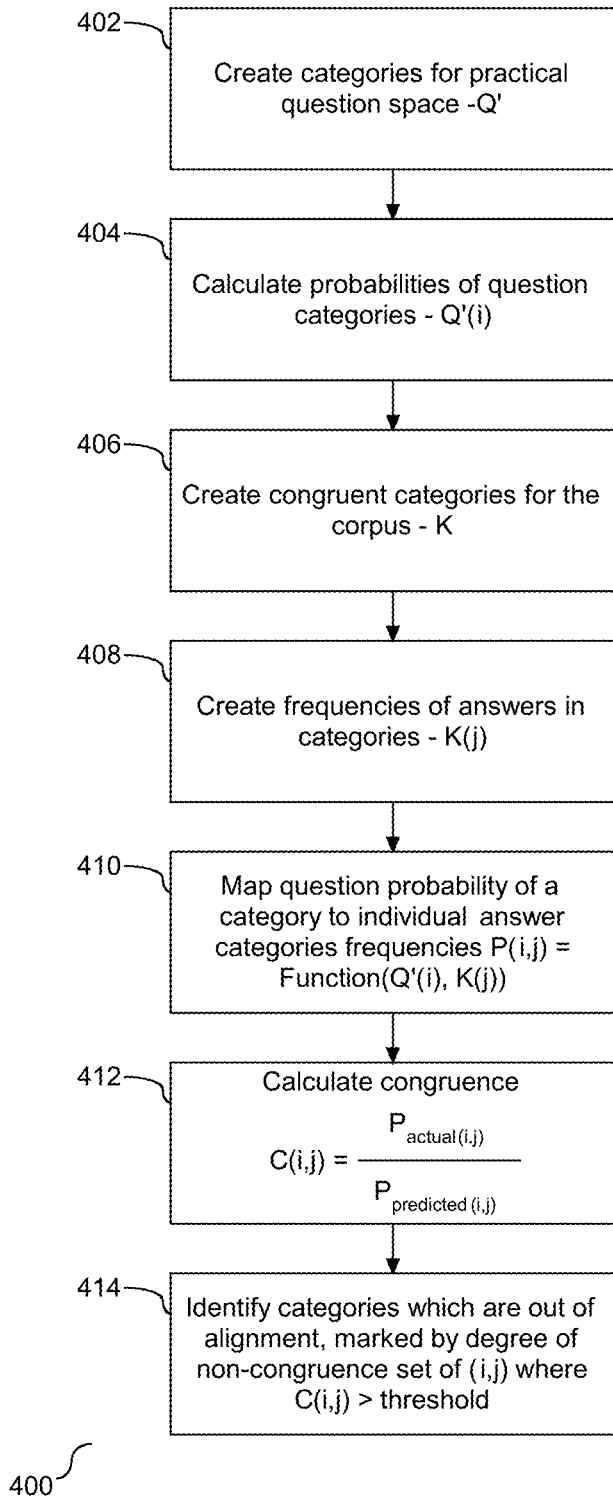 402
Create categories for practical
question space -Q'
404
Calculate probabilities of question
categories - Q'(i)
406
Create congruent categories for the
corpus - K
408
Create frequencies of answers in
categories - K(j)
410
Map question probability of a
category to individual answer
categories frequencies P(i,j) =
Function(Q'(i), K(j))
412
Calculate congruence
C(i,j) = P actual(i,j)
P predicted(i,j)
414
Identify categories which are out of
alignment, marked by degree of
non-congruence set of (i,j) where
C(i,j) > threshold
400